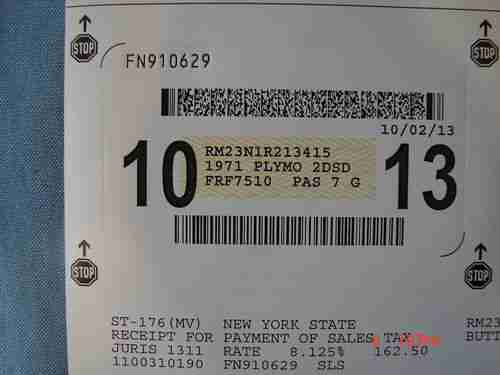 STOP
STOP
FN910629
10/02/13
10
RM23N1R213415
1971 PLYMO 2DSD
FRF7510 PAS 7 G
13
STOP
STOP
ST-176(MV) NEW YORK STATE RM23
RECEIPT FOR PAYMENT OF SALES TAX BUTT
JURIS 1311 RATE 8.125% 162.50
1100310190 FN910629 SLS